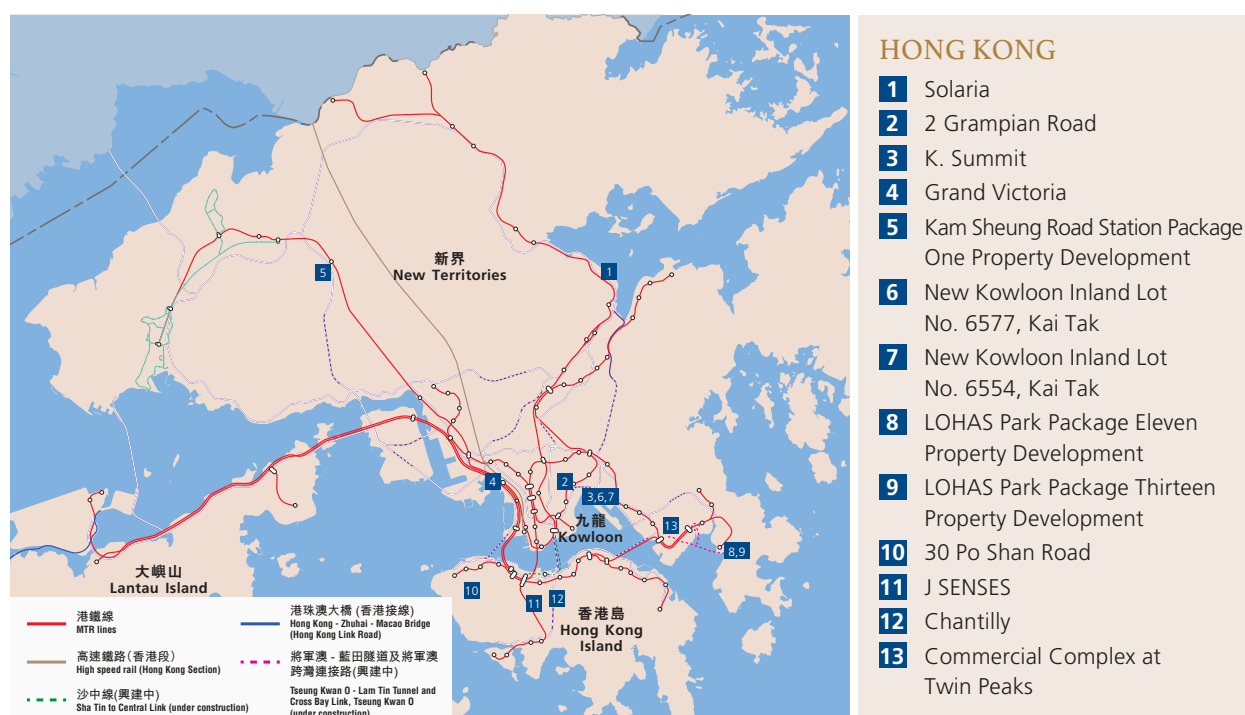 新界
New Territories
1
5
4
2
3,6,7
九龍
Kowloon
13
8,9
大嶼山
Lantau Island
10
11
12
香港島
Hong Kong
Island
港鐵線
MTR lines
高速鐵路(香港段)
High speed rail (Hong Kong Section)
沙中線(興建中)
Sha Tin to Central Link (under construction)
港珠澳大橋 (香港接線)
Hong Kong - Zhuhai - Macao Bridge
(Hong Kong Link Road)
將軍澳 - 藍田隧道及將軍澳
跨灣連接路(興建中)
Tseung Kwan O - Lam Tin Tunnel and
Cross Bay Link, Tseung Kwan O
(under construction)
HONG KONG
1 Solaria
2 2 Grampian Road
3 K. Summit
4 Grand Victoria
5 Kam Sheung Road Station Package
One Property Development
6 New Kowloon Inland Lot
No. 6577, Kai Tak
7 New Kowloon Inland Lot
No. 6554, Kai Tak
8 LOHAS Park Package Eleven
Property Development
9 LOHAS Park Package Thirteen
Property Development
10 30 Po Shan Road
11 J SENSES
12 Chantilly
13 Commercial Complex at
Twin Peaks